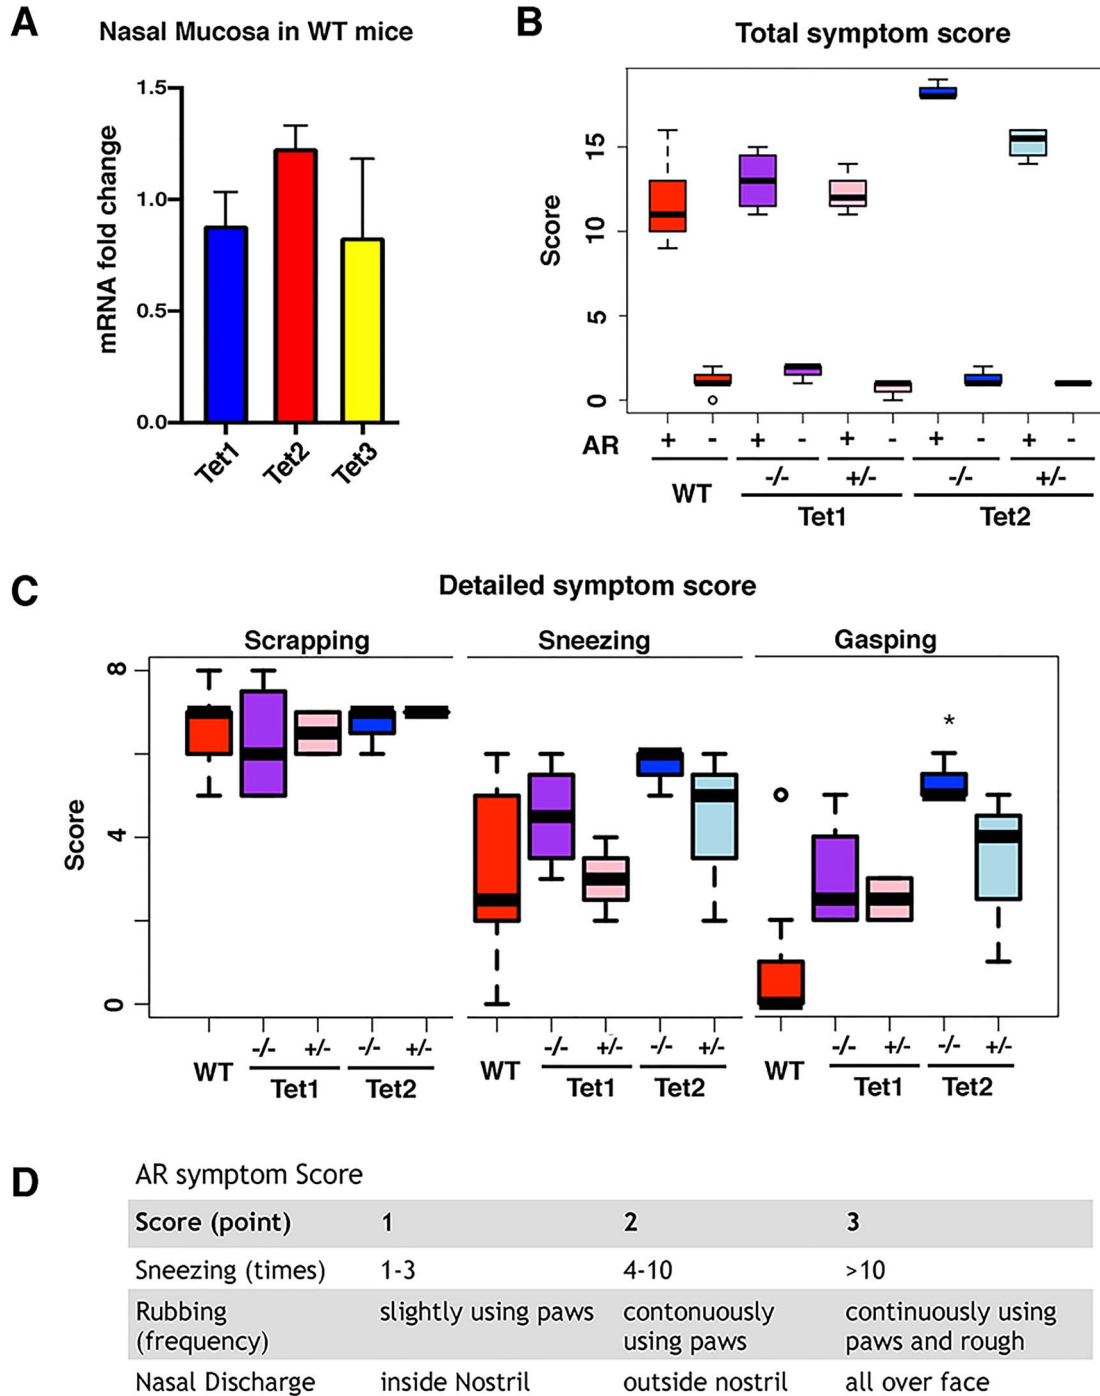 A
Nasal Mucosa in WT mice
mRNA fold change
1.5
1.0
0.5
0.0
Tet1 Tet2 Tet3
B
Total symptom score
Score
15
10
5
0
AR + - + - + - + - + -
WT -/- +/- -/- +/-
Tet1 Tet2
C
Detailed symptom score
Scrapping Sneezing Gasping
Score
8
4
0
*
WT -/- +/- -/- +/- WT -/- +/- -/- +/- WT -/- +/- -/- +/-
Tet1 Tet2 Tet1 Tet2 Tet1 Tet2
D
AR symptom Score
Score (point) 1 2 3
Sneezing (times) 1-3 4-10 >10
Rubbing slightly using paws contonuously continuously using
(frequency) using paws paws and rough
Nasal Discharge inside Nostril outside nostril all over face